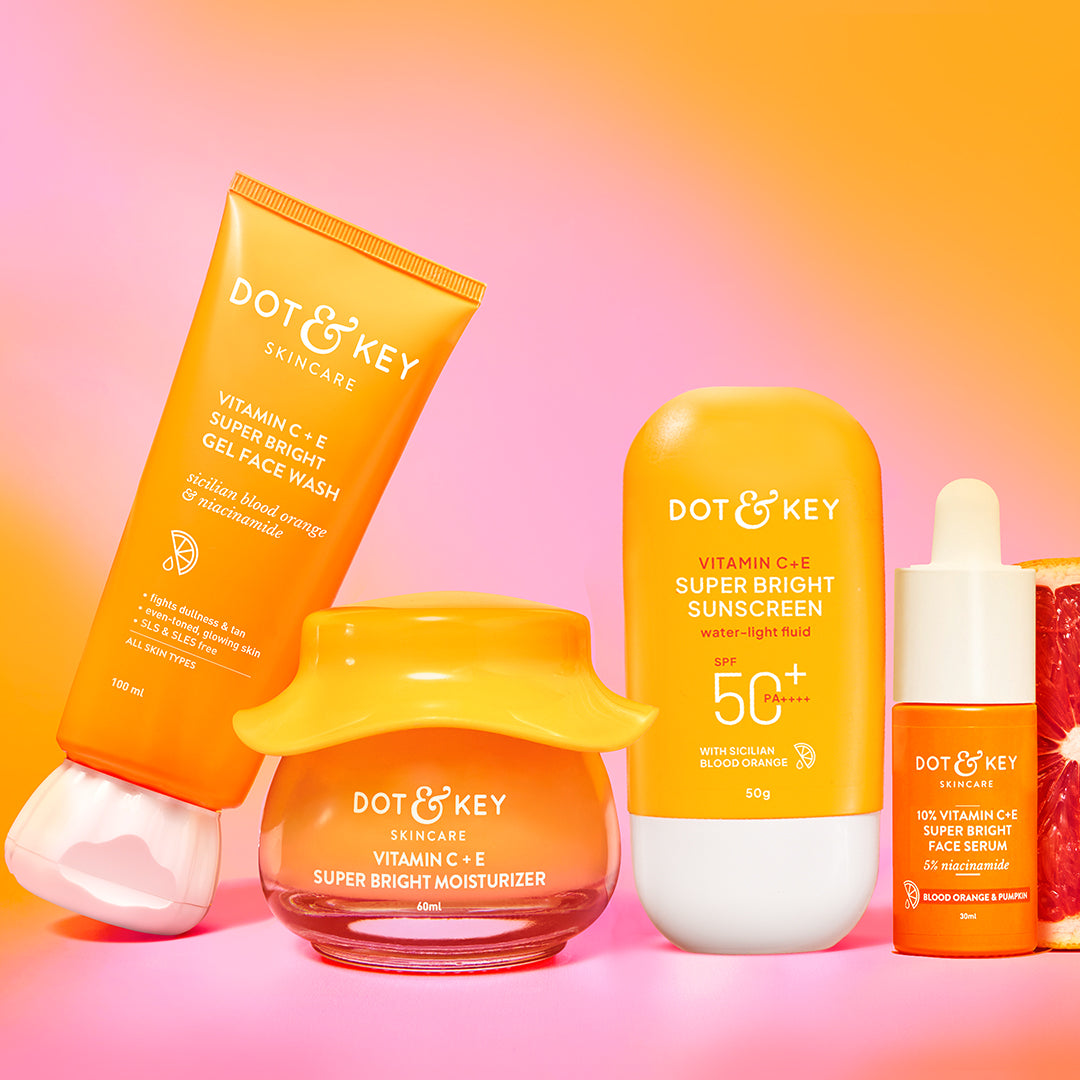 DOT & KEY
SKINCARE
VITAMIN C + E
SUPER BRIGHT
GEL FACE WASH
sicilian blood orange
& niacinamide
• fights dullness & tan
• even-toned, glowing skin
• SLS & SLES free
ALL SKIN TYPES
100 ml
DOT & KEY
SKINCARE
VITAMIN C + E
SUPER BRIGHT MOISTURIZER
60ml
DOT & KEY
VITAMIN C+E
SUPER BRIGHT
SUNSCREEN
water-light fluid
SPF
50+
PA++++
WITH SICILIAN
BLOOD ORANGE
50g
DOT & KEY
SKINCARE
10% VITAMIN C+E
SUPER BRIGHT
FACE SERUM
5% niacinamide
BLOOD ORANGE & PUMPKIN
30ml